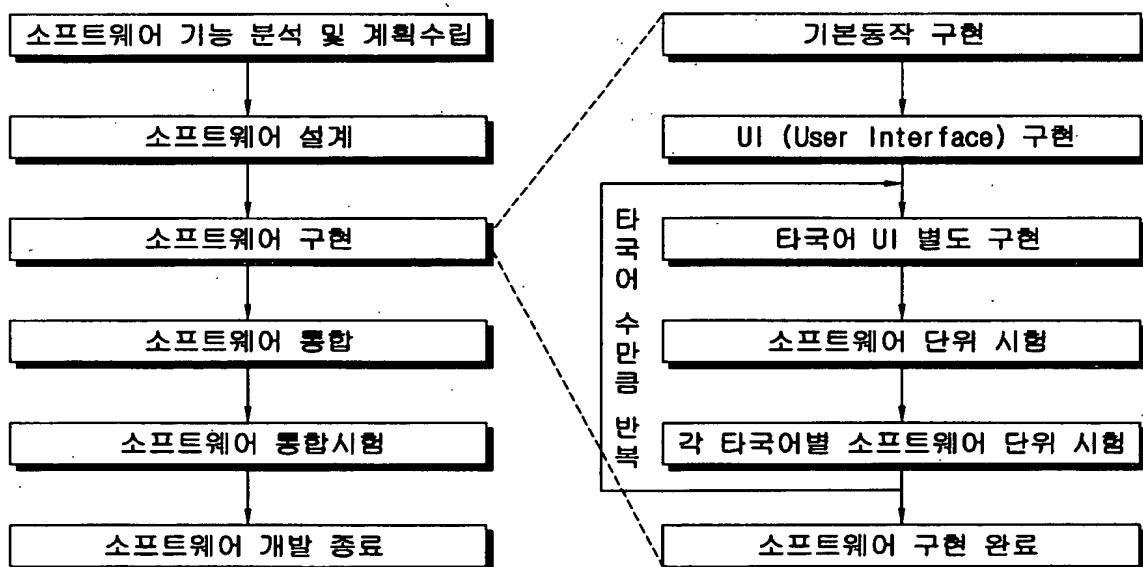 소프트웨어 기능 분석 및 계획수립
소프트웨어 설계
소프트웨어 구현
소프트웨어 통합
소프트웨어 통합시험
소프트웨어 개발 종료
기본동작 구현
UI (User Interface) 구현
타국어 UI 별도 구현
소프트웨어 단위 시험
각 타국어별 소프트웨어 단위 시험
소프트웨어 구현 완료
타국어 수만큼 반복